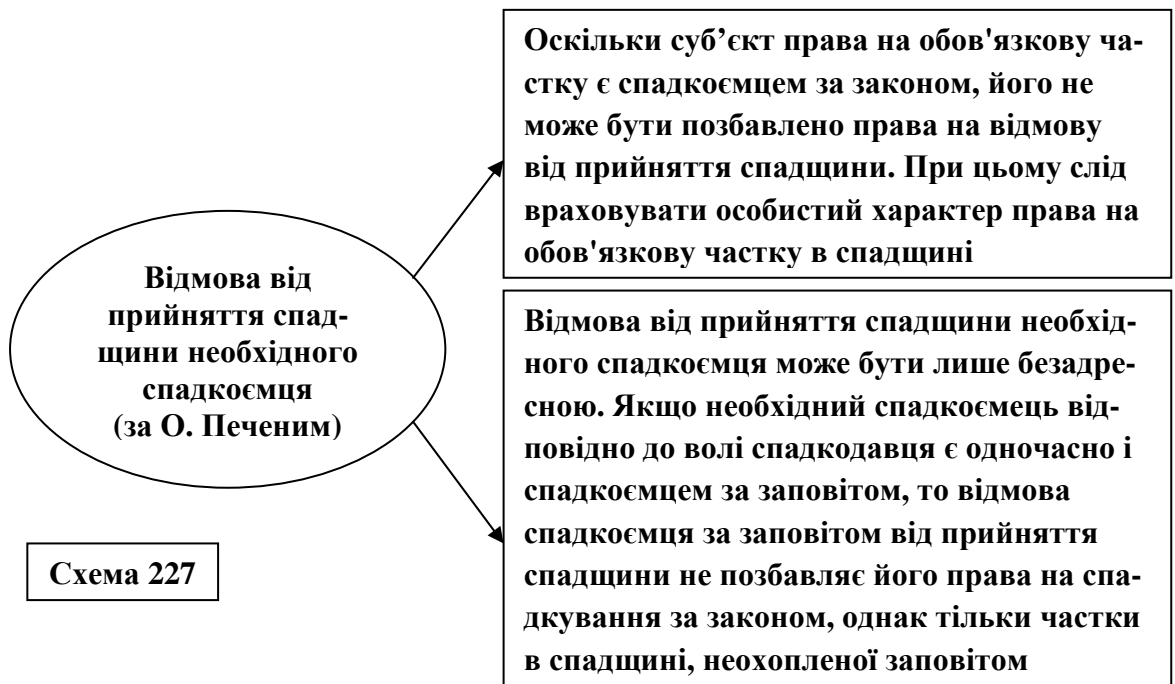 Оскільки суб’єкт права на обов'язкову ча-
стку є спадкоємцем за законом, його не
може бути позбавлено права на відмову
від прийняття спадщини. При цьому слід
враховувати особистий характер права на
обов'язкову частку в спадщині
Відмова від
прийняття спад-
щини необхідного
спадкоємця
(за О. Печеним)
Відмова від прийняття спадщини необхід-
ного спадкоємця може бути лише безадре-
сною. Якщо необхідний спадкоємець від-
повідно до волі спадкодавця є одночасно і
спадкоємцем за заповітом, то відмова
спадкоємця за заповітом від прийняття
спадщини не позбавляє його права на спа-
дкування за законом, однак тільки частки
в спадщині, неохопленої заповітом
Схема 227